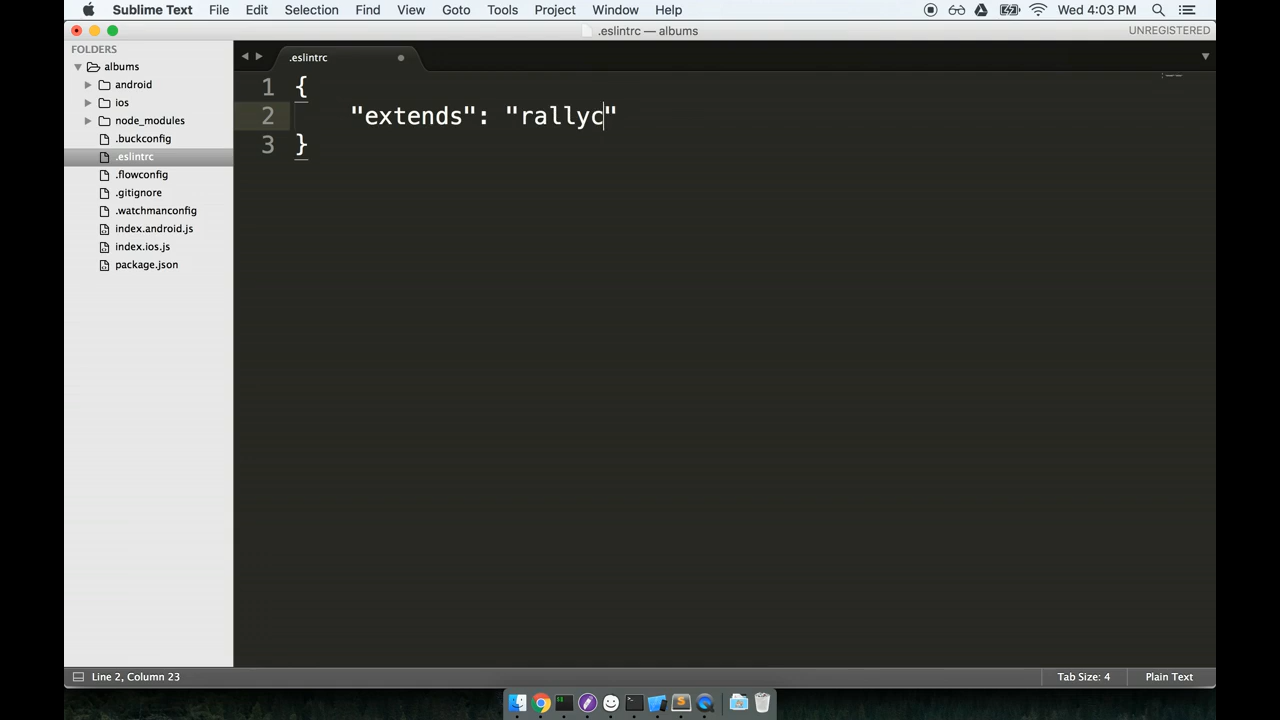 Sublime Text File Edit Selection Find View Goto Tools Project Window Help Wed 4:03 PM
.eslintrc — albums UNREGISTERED
FOLDERS
albums
android
ios
node_modules
.buckconfig
.eslintrc
.flowconfig
.gitignore
.watchmanconfig
index.android.js
index.ios.js
package.json
.eslintrc
1 {
2 "extends": "rallyc"
3 }
Line 2, Column 23 Tab Size: 4 Plain Text